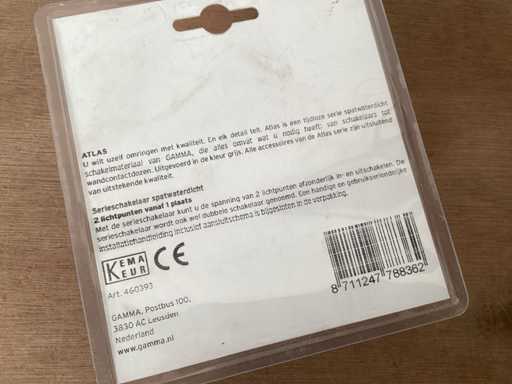 ATLAS
U wilt uzelf omringen met kwaliteit. En elk detail telt. Atlas is een tijdloze serie spatwaterdicht
schakelmateriaal van GAMMA, die alles omvat wat u nodig heeft: van schakelaars tot
wandcontactdozen. Uitgevoerd in de kleur grijs. Alle accessoires van de Atlas serie zijn uitsluitend
van uitstekende kwaliteit.
Serieschakelaar spatwaterdicht
2 lichtpunten vanaf 1 plaats
Met de serieschakelaar kunt u de spanning van 2 lichtpunten afzonderlijk in- en uitschakelen. De
serieschakelaar wordt ook wel dubbele schakelaar genoemd. Een handige en gebruiksvriendelijke
installatiehandleiding inclusief aansluitschema is bijgesloten in de verpakking.
KEMA
KEUR
CE
Art. 460393
GAMMA, Postbus 100,
3830 AC Leusden
Nederland
www.gamma.nl
8 711247 788362